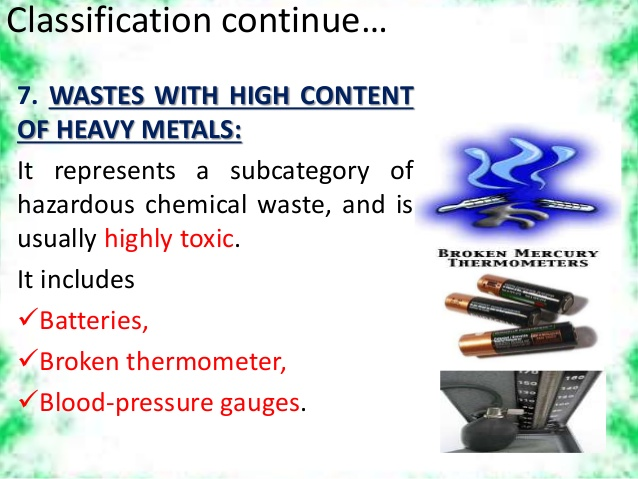 Classification continue…
7. WASTES WITH HIGH CONTENT
OF HEAVY METALS:
It represents a subcategory of
hazardous chemical waste, and is
usually highly toxic.
It includes
✓Batteries,
✓Broken thermometer,
✓Blood-pressure gauges.
BROKEN MERCURY
THERMOMETERS